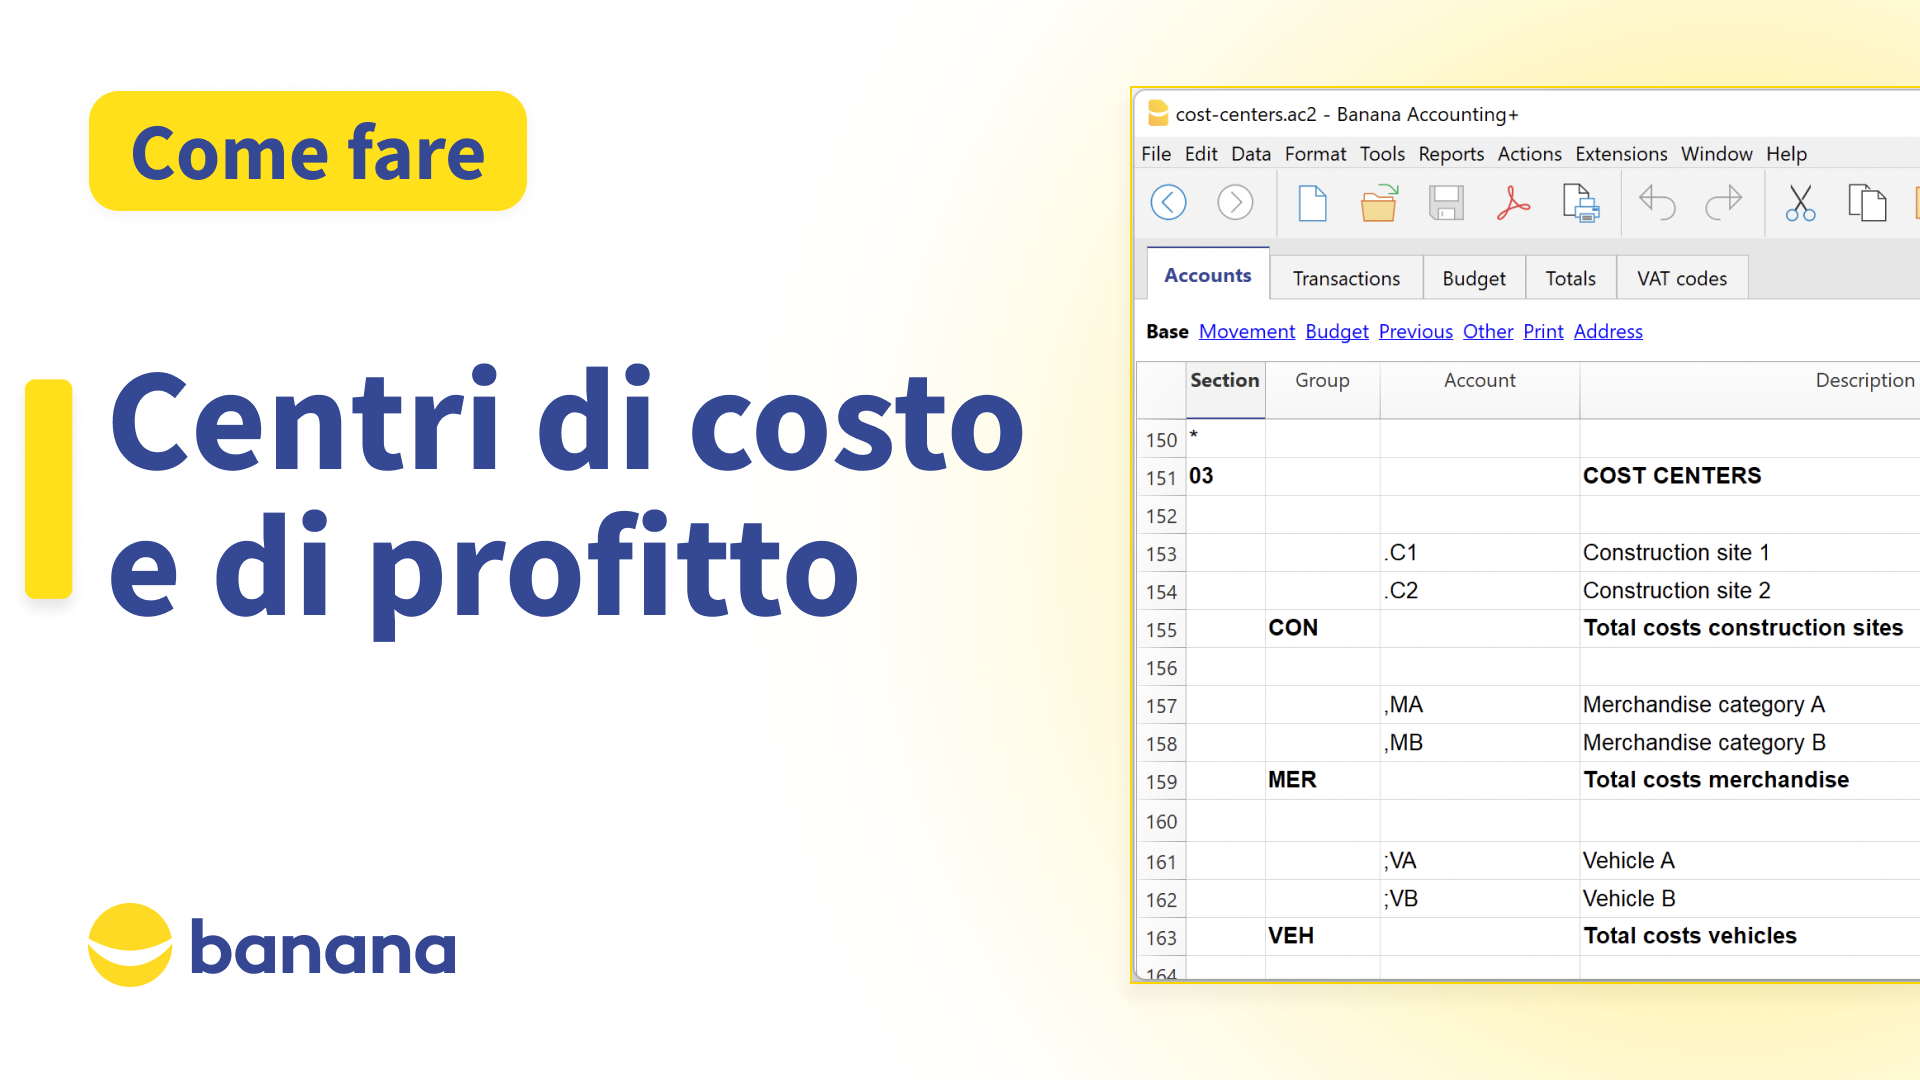 Come fare
Centri di costo
e di profitto
banana
cost-centers.ac2 - Banana Accounting+
File Edit Data Format Tools Reports Actions Extensions Window Help
Accounts Transactions Budget Totals VAT codes
Base Movement Budget Previous Other Print Address
Section Group Account Description
150 *
151 03 COST CENTERS
152
153 .C1 Construction site 1
154 .C2 Construction site 2
155 CON Total costs construction sites
156
157 ,MA Merchandise category A
158 ,MB Merchandise category B
159 MER Total costs merchandise
160
161 ;VA Vehicle A
162 ;VB Vehicle B
163 VEH Total costs vehicles
164